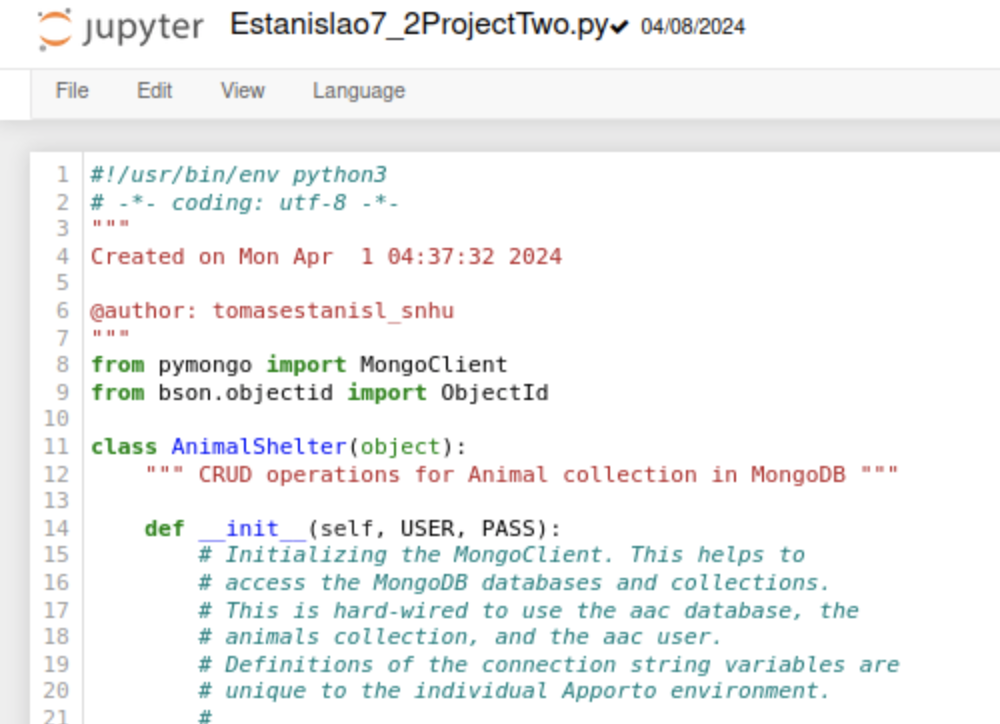 jupyter Estanislao7_2ProjectTwo.py✔ 04/08/2024
File Edit View Language
1 #!/usr/bin/env python3
2 # -*- coding: utf-8 -*-
3 """
4 Created on Mon Apr  1 04:37:32 2024
5
6 @author: tomasestanisl_snhu
7 """
8 from pymongo import MongoClient
9 from bson.objectid import ObjectId
10
11 class AnimalShelter(object):
12     """ CRUD operations for Animal collection in MongoDB """
13
14     def __init__(self, USER, PASS):
15         # Initializing the MongoClient. This helps to
16         # access the MongoDB databases and collections.
17         # This is hard-wired to use the aac database, the
18         # animals collection, and the aac user.
19         # Definitions of the connection string variables are
20         # unique to the individual Apporto environment.
21         #